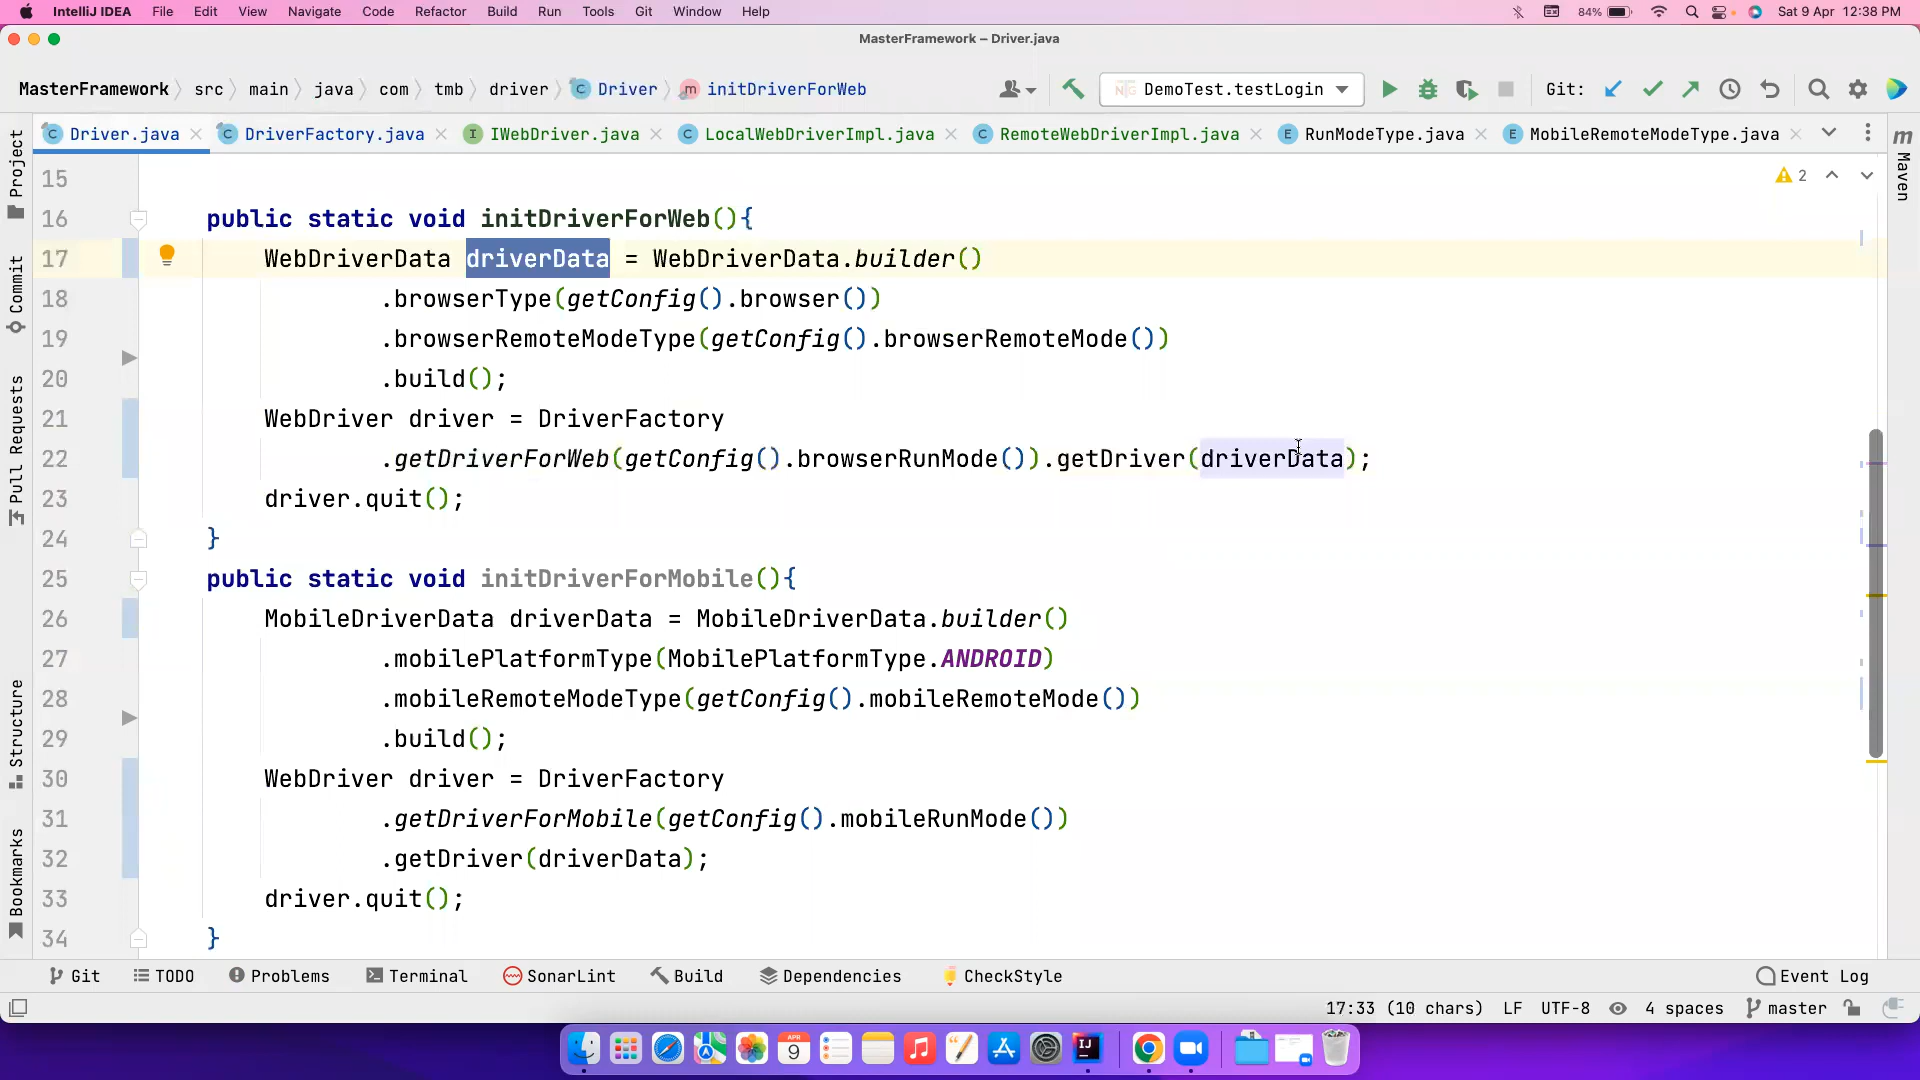 IntelliJ IDEA File Edit View Navigate Code Refactor Build Run Tools Git Window Help 84% Sat 9 Apr 12:38 PM
MasterFramework – Driver.java
MasterFramework src main java com tmb driver Driver initDriverForWeb DemoTest.testLogin Git:
Driver.java DriverFactory.java IWebDriver.java LocalWebDriverImpl.java RemoteWebDriverImpl.java RunModeType.java MobileRemoteModeType.java
Project
Commit
Pull Requests
Structure
Bookmarks
Maven
2
15
16 public static void initDriverForWeb(){
17 WebDriverData driverData = WebDriverData.builder()
18 .browserType(getConfig().browser())
19 .browserRemoteModeType(getConfig().browserRemoteMode())
20 .build();
21 WebDriver driver = DriverFactory
22 .getDriverForWeb(getConfig().browserRunMode()).getDriver(driverData);
23 driver.quit();
24 }
25 public static void initDriverForMobile(){
26 MobileDriverData driverData = MobileDriverData.builder()
27 .mobilePlatformType(MobilePlatformType.ANDROID)
28 .mobileRemoteModeType(getConfig().mobileRemoteMode())
29 .build();
30 WebDriver driver = DriverFactory
31 .getDriverForMobile(getConfig().mobileRunMode())
32 .getDriver(driverData);
33 driver.quit();
34 }
Git TODO Problems Terminal SonarLint Build Dependencies CheckStyle Event Log
17:33 (10 chars) LF UTF-8 4 spaces master
APR
9
IJ